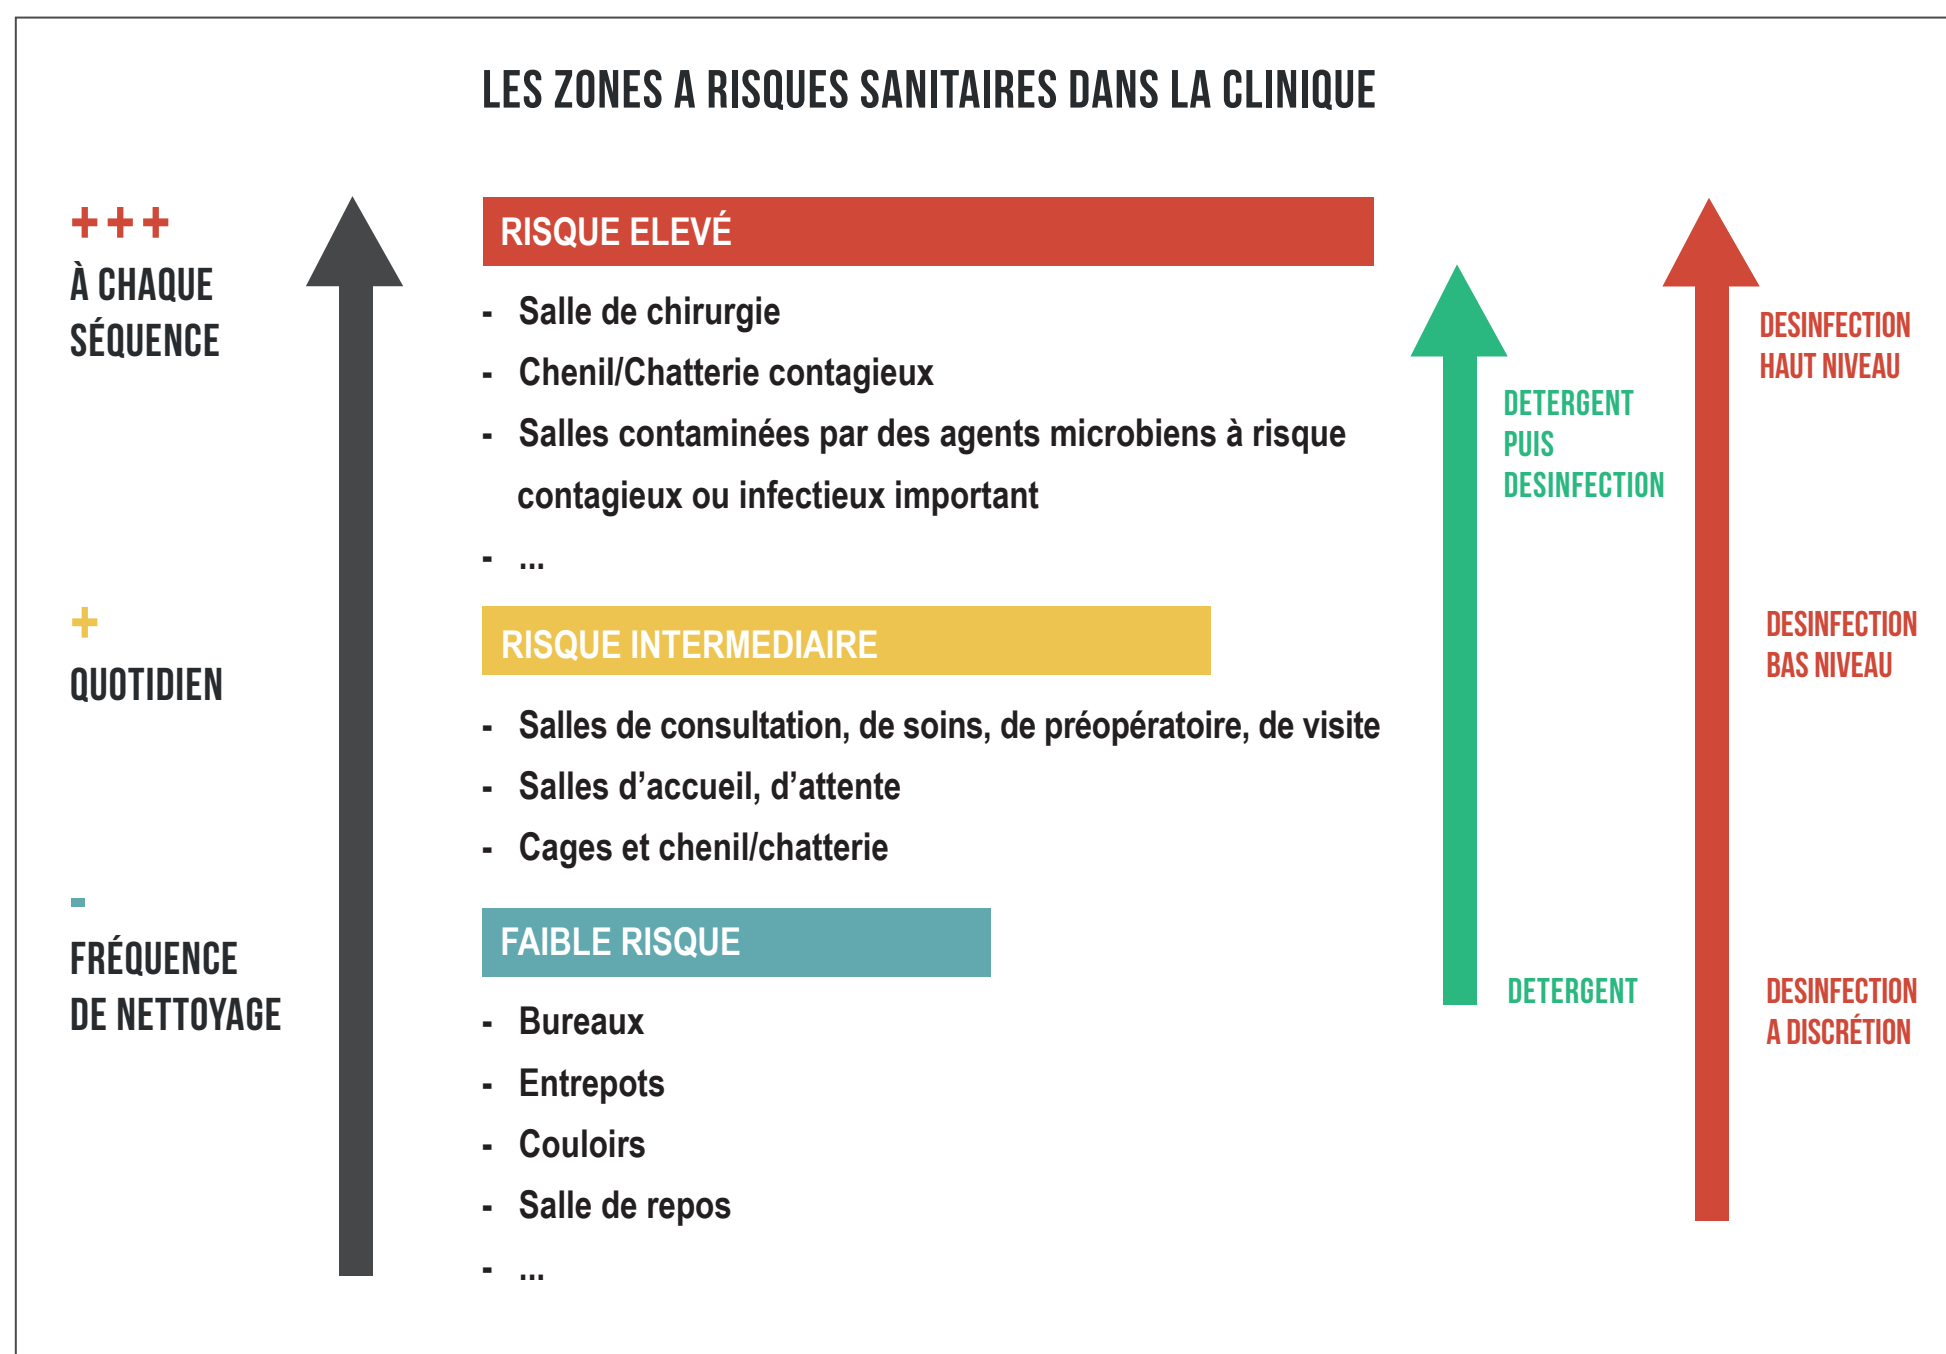 LES ZONES A RISQUES SANITAIRES DANS LA CLINIQUE
+++
À CHAQUE
SÉQUENCE
RISQUE ELEVÉ
- Salle de chirurgie
- Chenil/Chatterie contagieux
- Salles contaminées par des agents microbiens à risque
contagieux ou infectieux important
- ...
+
QUOTIDIEN
RISQUE INTERMEDIAIRE
- Salles de consultation, de soins, de préopératoire, de visite
- Salles d’accueil, d’attente
- Cages et chenil/chatterie
-
FRÉQUENCE
DE NETTOYAGE
FAIBLE RISQUE
- Bureaux
- Entrepots
- Couloirs
- Salle de repos
- ...
DETERGENT
PUIS
DESINFECTION
DETERGENT
DESINFECTION
HAUT NIVEAU
DESINFECTION
BAS NIVEAU
DESINFECTION
A DISCRÉTION